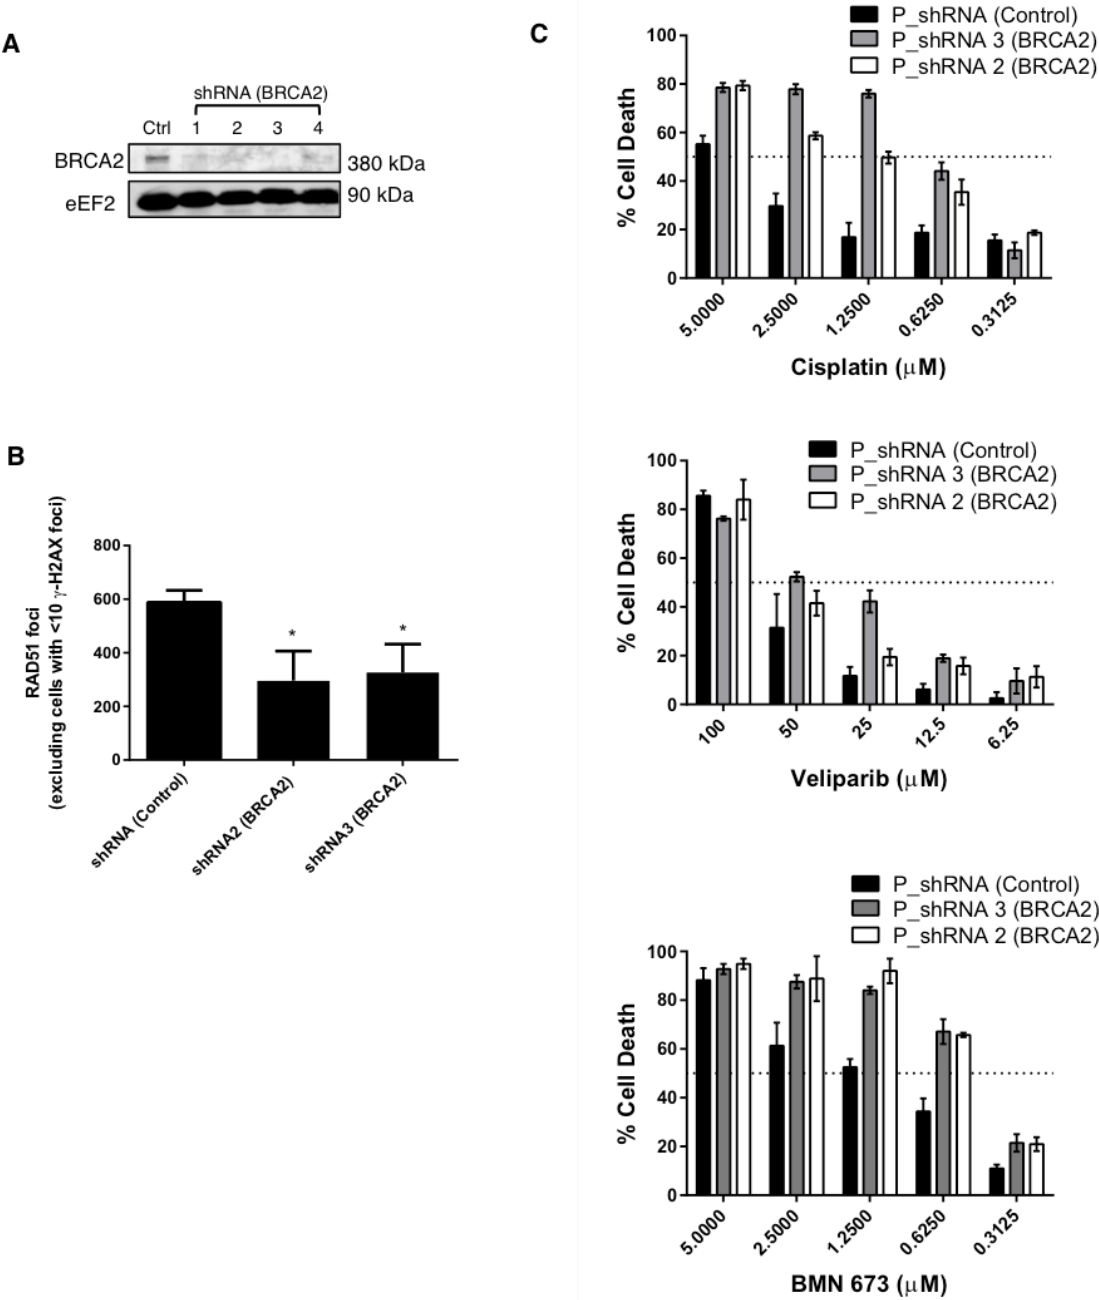 A
shRNA (BRCA2)
Ctrl 1 2 3 4
BRCA2
380 kDa
eEF2
90 kDa
B
RAD51 foci
(excluding cells with <10 γ-H2AX foci)
800
600
400
200
0
*
*
shRNA (Control)
shRNA2 (BRCA2)
shRNA3 (BRCA2)
C
P_shRNA (Control)
P_shRNA 3 (BRCA2)
P_shRNA 2 (BRCA2)
% Cell Death
100
80
60
40
20
0
5.0000
2.5000
1.2500
0.6250
0.3125
Cisplatin (μM)
P_shRNA (Control)
P_shRNA 3 (BRCA2)
P_shRNA 2 (BRCA2)
% Cell Death
100
80
60
40
20
0
100
50
25
12.5
6.25
Veliparib (μM)
P_shRNA (Control)
P_shRNA 3 (BRCA2)
P_shRNA 2 (BRCA2)
% Cell Death
100
80
60
40
20
0
5.0000
2.5000
1.2500
0.6250
0.3125
BMN 673 (μM)